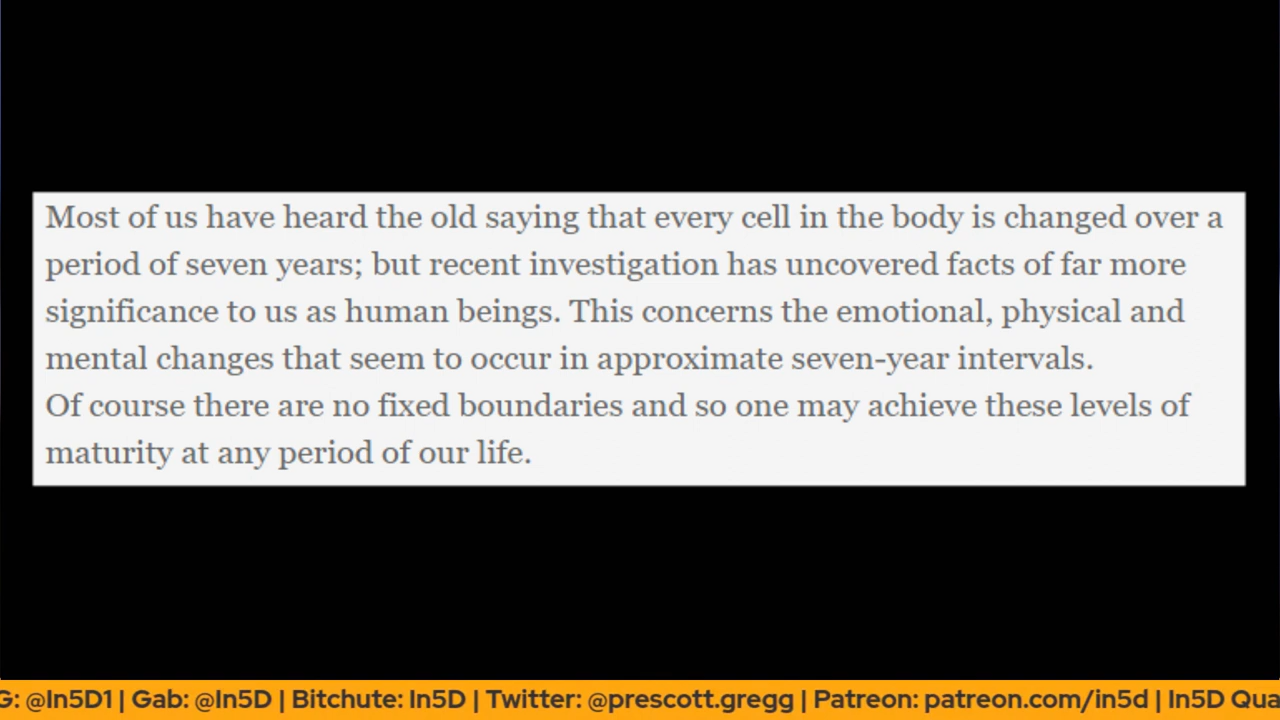 Most of us have heard the old saying that every cell in the body is changed over a
period of seven years; but recent investigation has uncovered facts of far more
significance to us as human beings. This concerns the emotional, physical and
mental changes that seem to occur in approximate seven-year intervals.
Of course there are no fixed boundaries and so one may achieve these levels of
maturity at any period of our life.
G: @In5D1 | Gab: @In5D | Bitchute: In5D | Twitter: @prescott.gregg | Patreon: patreon.com/in5d | In5D Qua